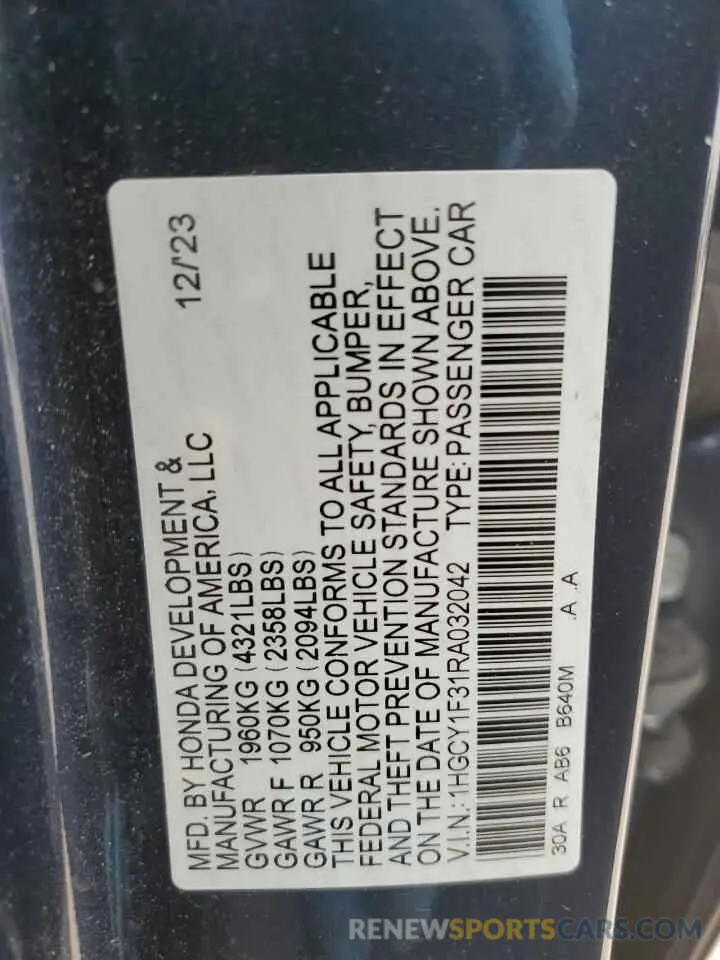 MFD. BY HONDA DEVELOPMENT &
MANUFACTURING OF AMERICA, LLC 12/23
GVWR 1960KG (4321LBS)
GAWR F 1070KG (2358LBS)
GAWR R 950KG (2094LBS)
THIS VEHICLE CONFORMS TO ALL APPLICABLE
FEDERAL MOTOR VEHICLE SAFETY, BUMPER,
AND THEFT PREVENTION STANDARDS IN EFFECT
ON THE DATE OF MANUFACTURE SHOWN ABOVE.
V.I.N.: 1HGCY1F31RA032042 TYPE: PASSENGER CAR
30A R AB6 B640M .A .A
RENEWSPORTSCARS.COM